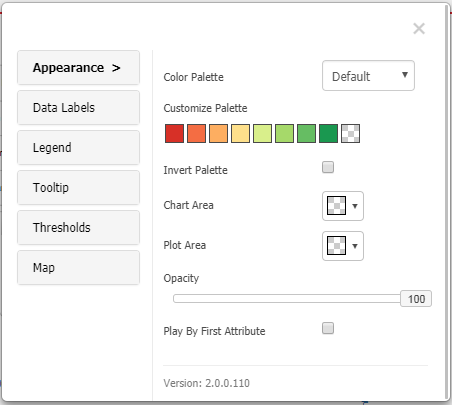 ×
Appearance >
Data Labels
Legend
Tooltip
Thresholds
Map
Color Palette
Default
Customize Palette
Invert Palette
Chart Area
Plot Area
Opacity
100
Play By First Attribute
Version: 2.0.0.110